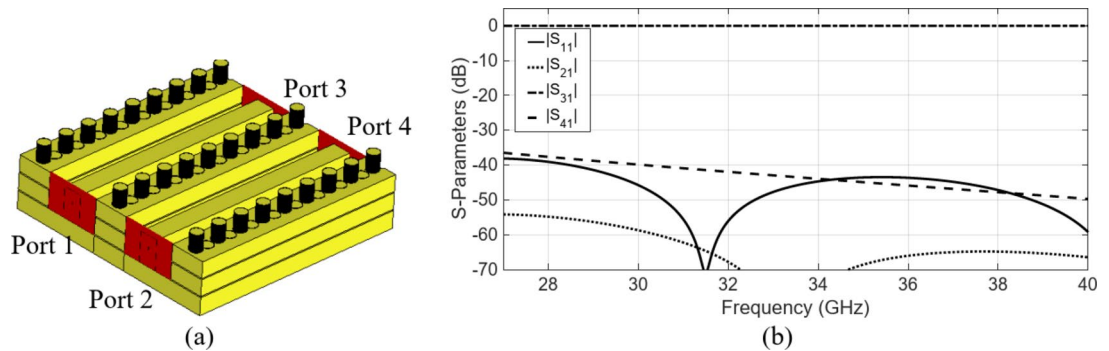 Port 3
Port 4
Port 1
Port 2
(a)
S-Parameters (dB)
0
-10
-20
-30
-40
-50
-60
-70
|S11|
|S21|
|S31|
|S41|
28 30 32 34 36 38 40
Frequency (GHz)
(b)